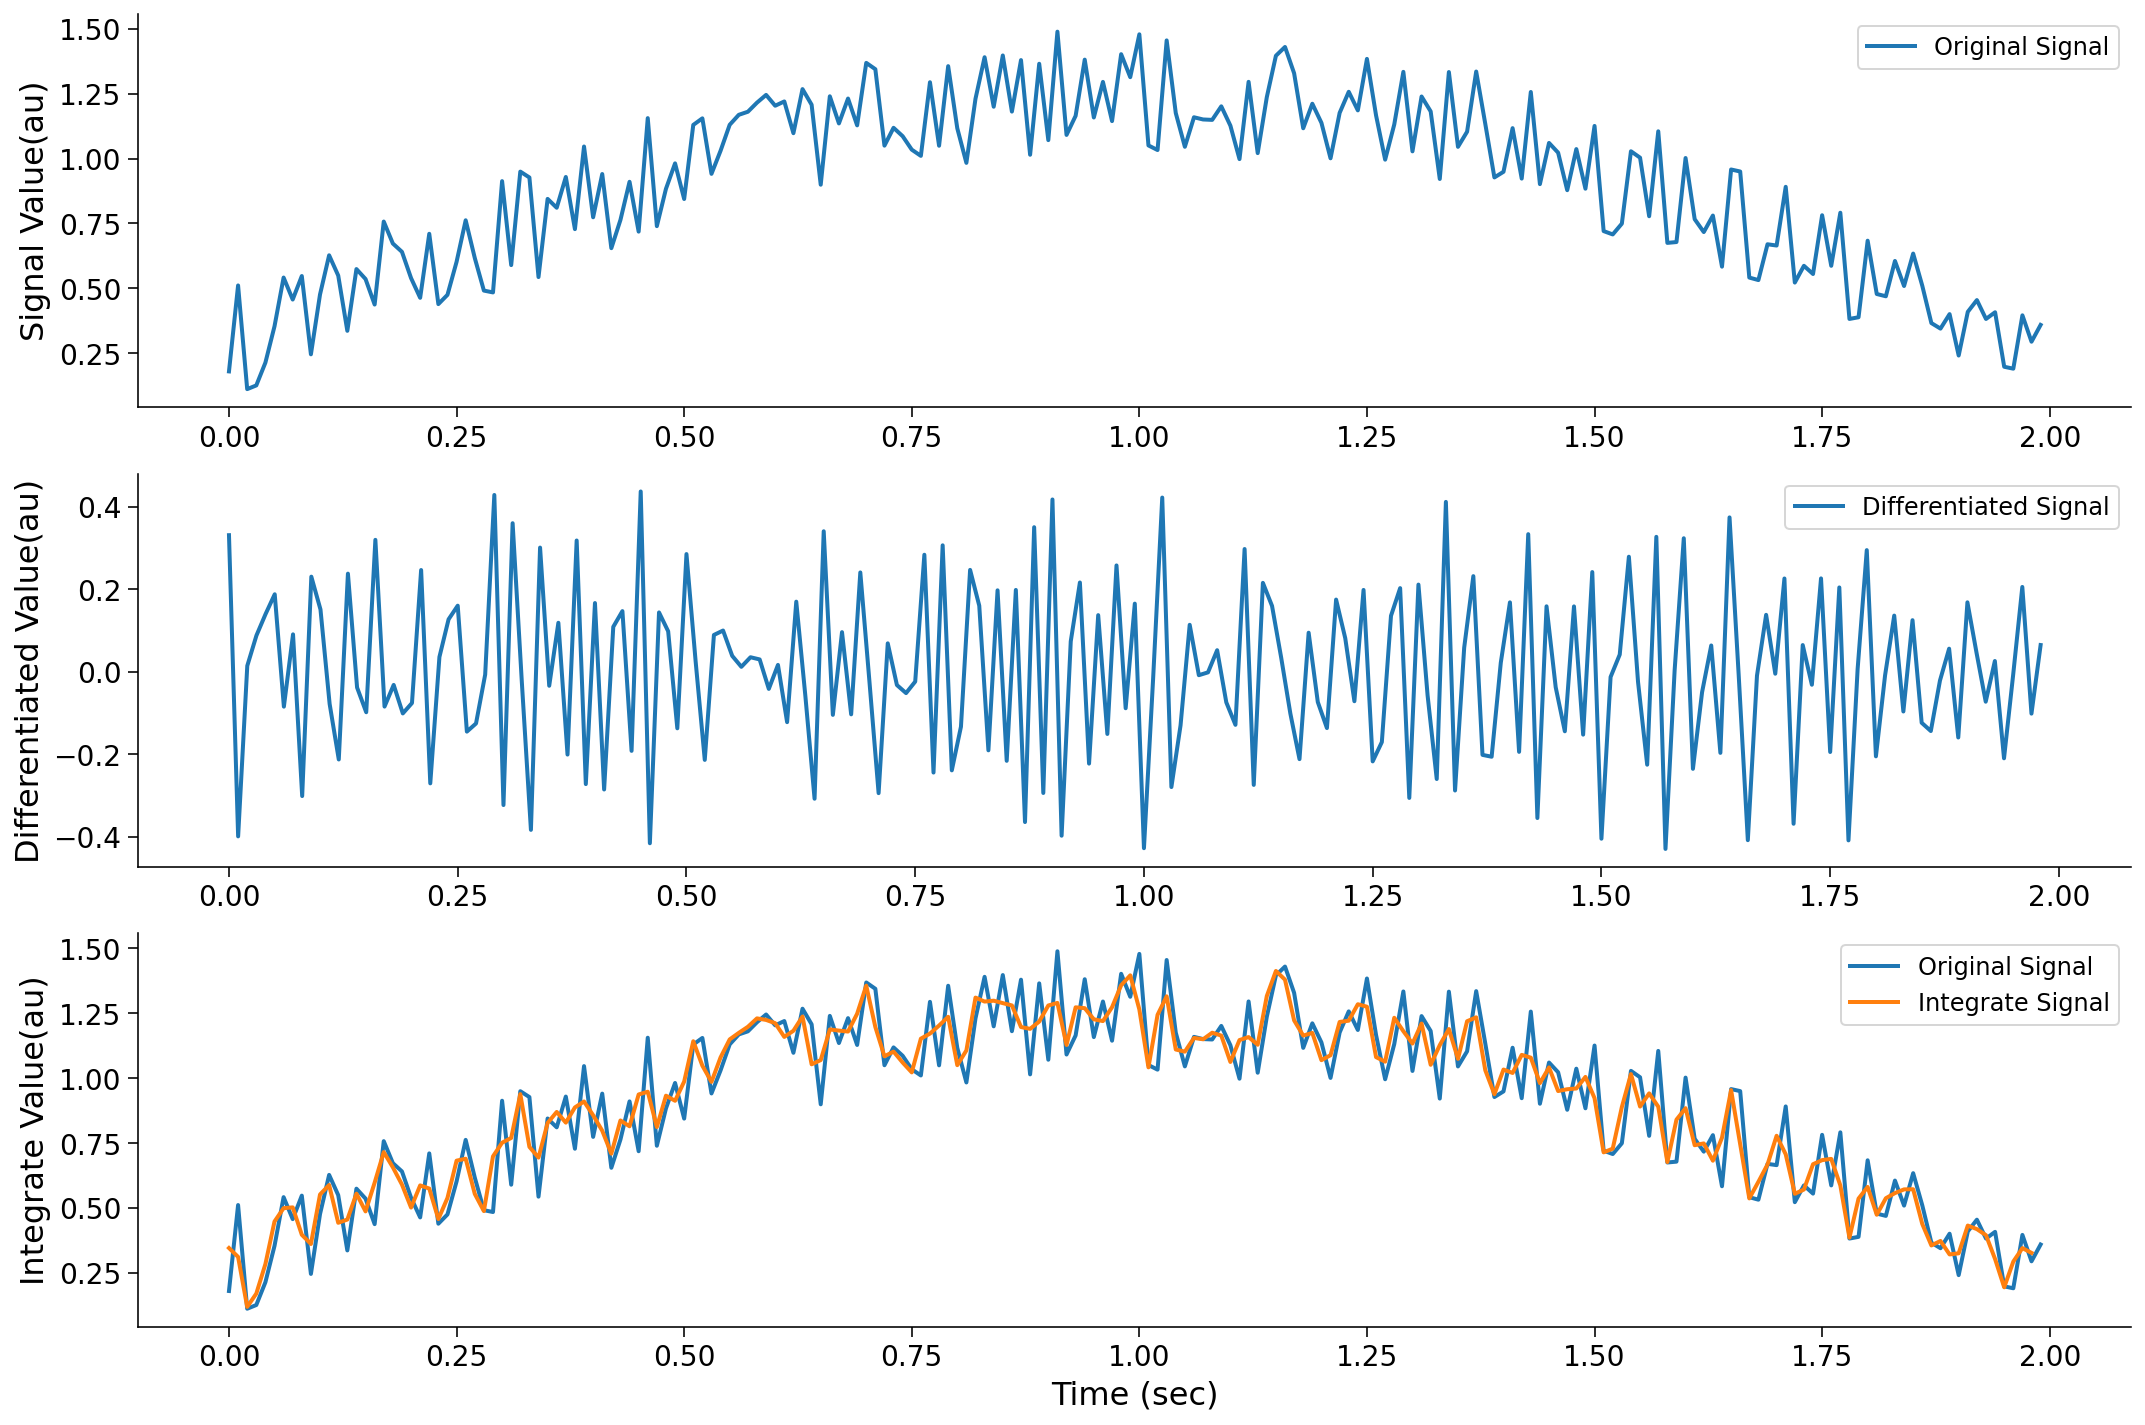 Signal Value(au)
1.50
1.25
1.00
0.75
0.50
0.25
Original Signal
0.00 0.25 0.50 0.75 1.00 1.25 1.50 1.75 2.00
Differentiated Value(au)
0.4
0.2
0.0
−0.2
−0.4
Differentiated Signal
0.00 0.25 0.50 0.75 1.00 1.25 1.50 1.75 2.00
Integrate Value(au)
1.50
1.25
1.00
0.75
0.50
0.25
Original Signal
Integrate Signal
0.00 0.25 0.50 0.75 1.00 1.25 1.50 1.75 2.00
Time (sec)